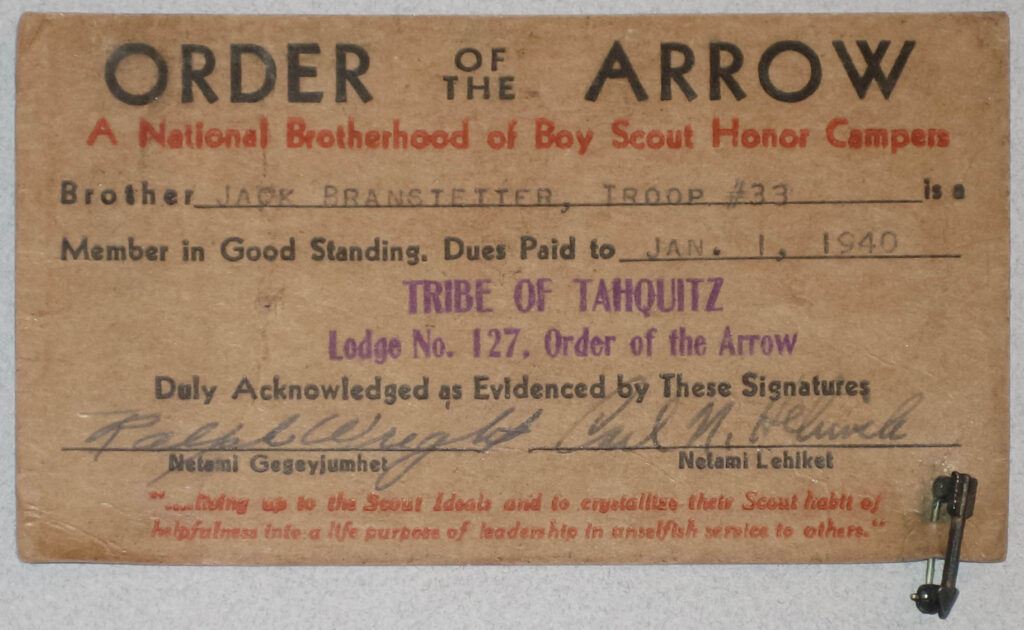 ORDER OF THE ARROW
A National Brotherhood of Boy Scout Honor Campers
Brother JACK BRANSTETTER, TROOP #33 is a
Member in Good Standing. Dues Paid to JAN. 1, 1940
TRIBE OF TAHQUITZ
Lodge No. 127, Order of the Arrow
Duly Acknowledged as Evidenced by These Signatures
Ralph Wright Carl N.
Netami Gegeyjumhet Netami Lehiket
"....living up to the Scout Ideals and to crystallize their Scout habit of
helpfulness into a life purpose of leadership in unselfish service to others."